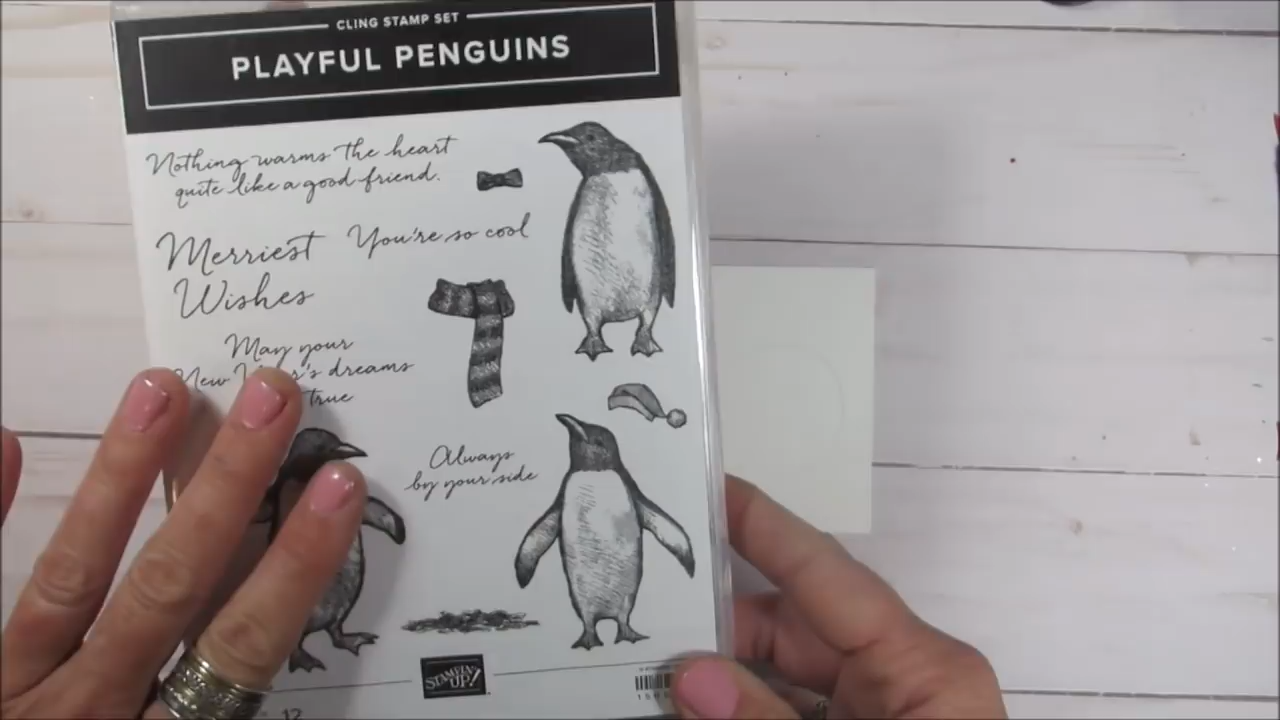 CLING STAMP SET
PLAYFUL PENGUINS
Nothing warms the heart
quite like a good friend.
You're so cool
Merriest
Wishes
May your
dreams
true
Always
by your side
STAMPIN' UP!
12